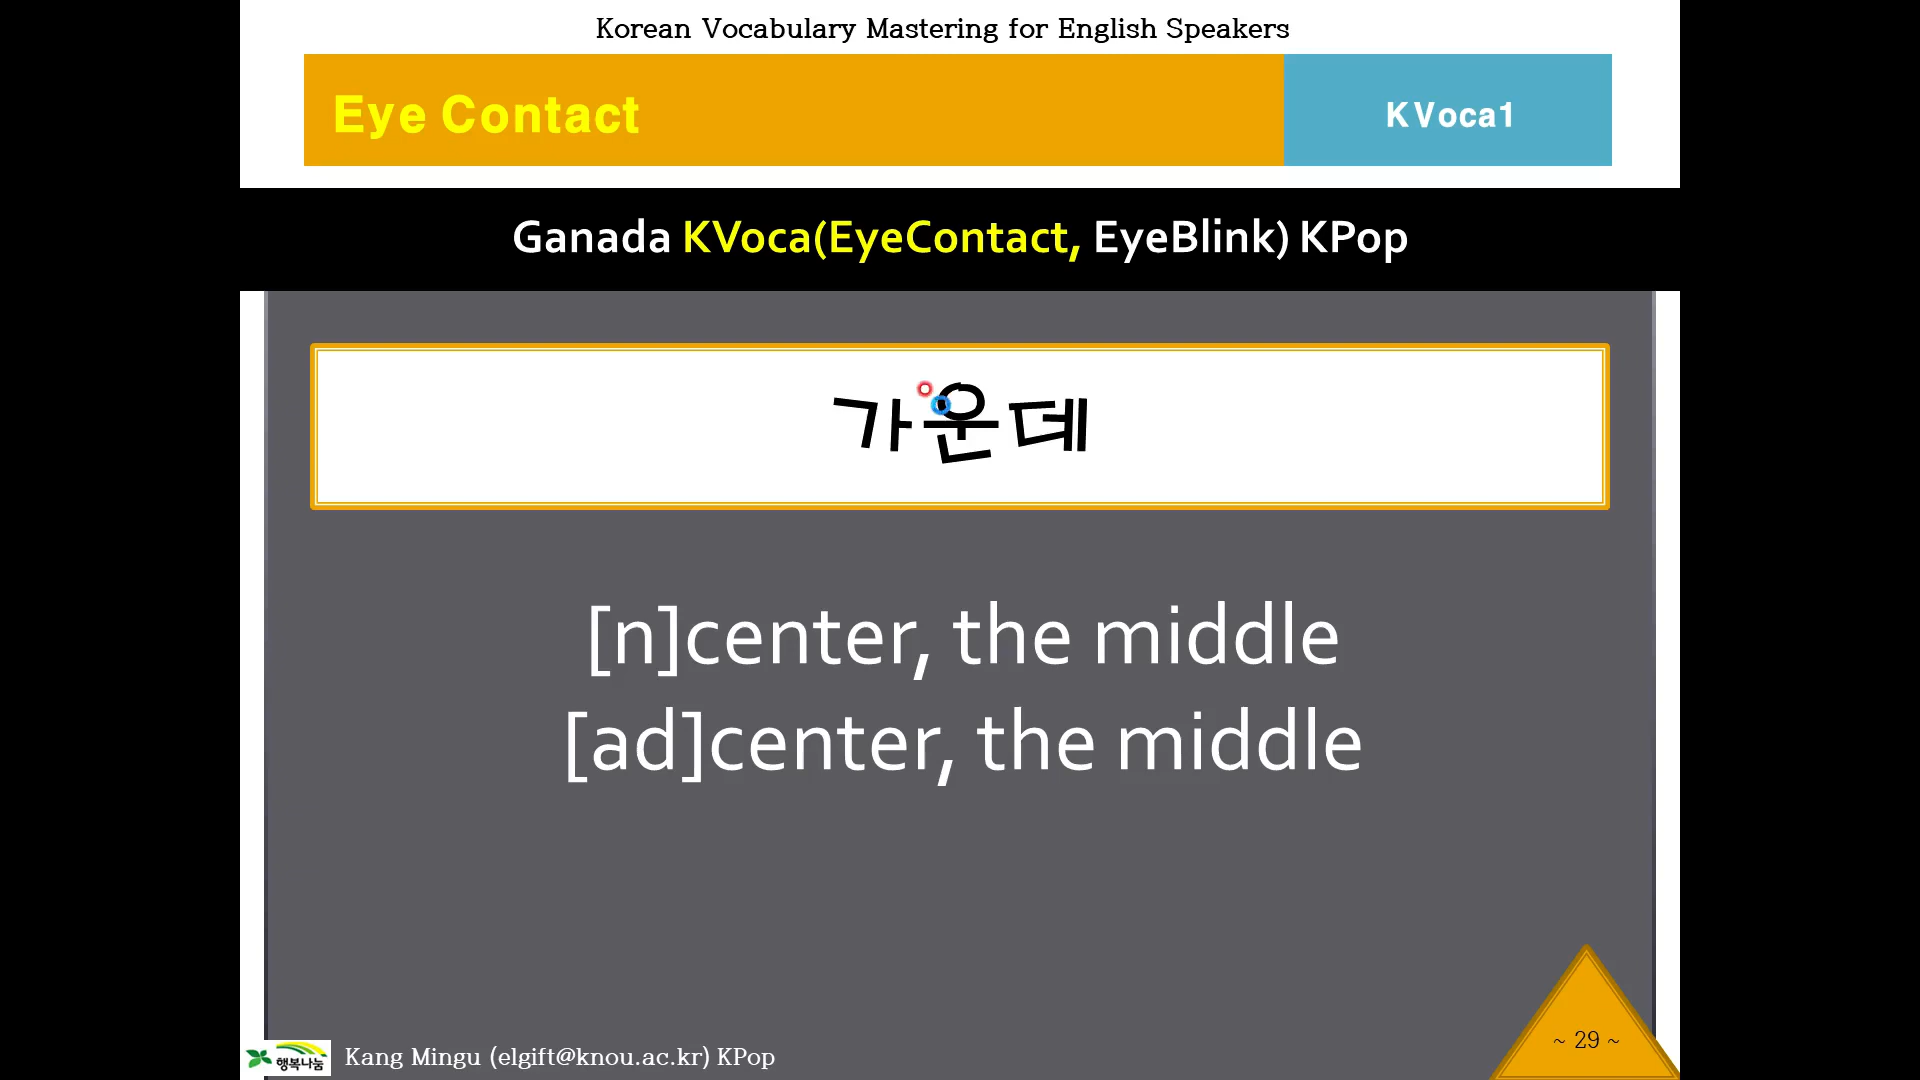 Korean Vocabulary Mastering for English Speakers
Eye Contact
KVoca1
Ganada KVoca(EyeContact, EyeBlink) KPop
가운데
[n]center, the middle
[ad]center, the middle
행복나눔
Kang Mingu (elgift@knou.ac.kr) KPop
~ 29 ~